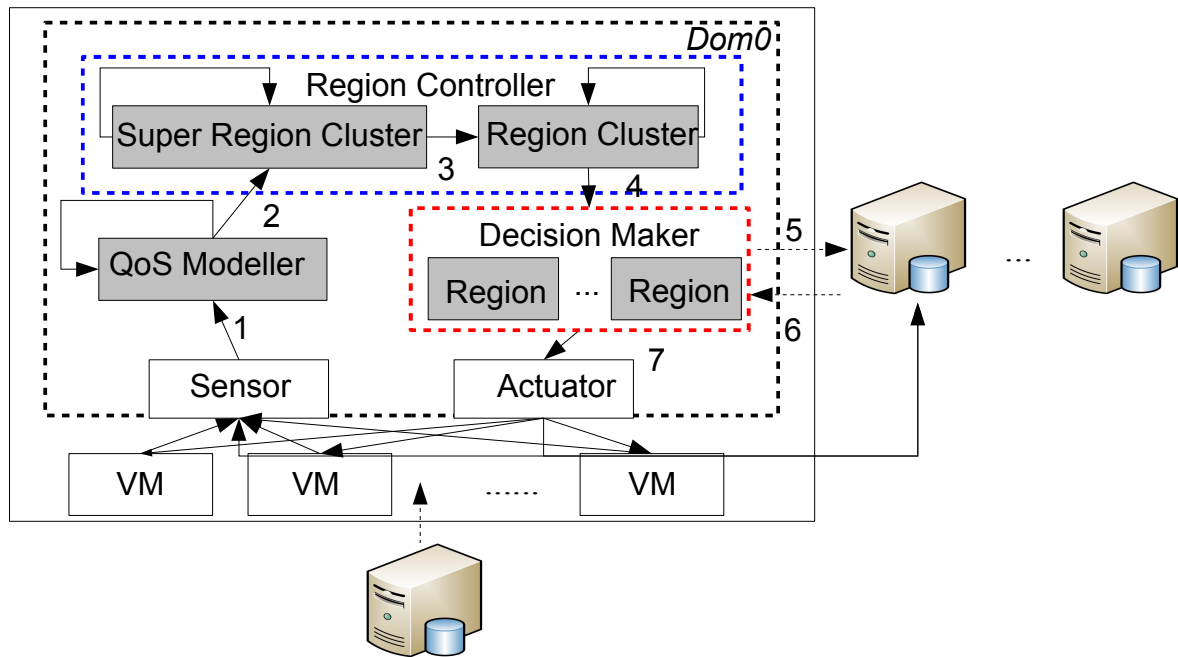 Dom0
Region Controller
Super Region Cluster
Region Cluster
3
4
2
QoS Modeller
Decision Maker
5
...
Region
...
Region
6
1
7
Sensor
Actuator
VM
VM
......
VM